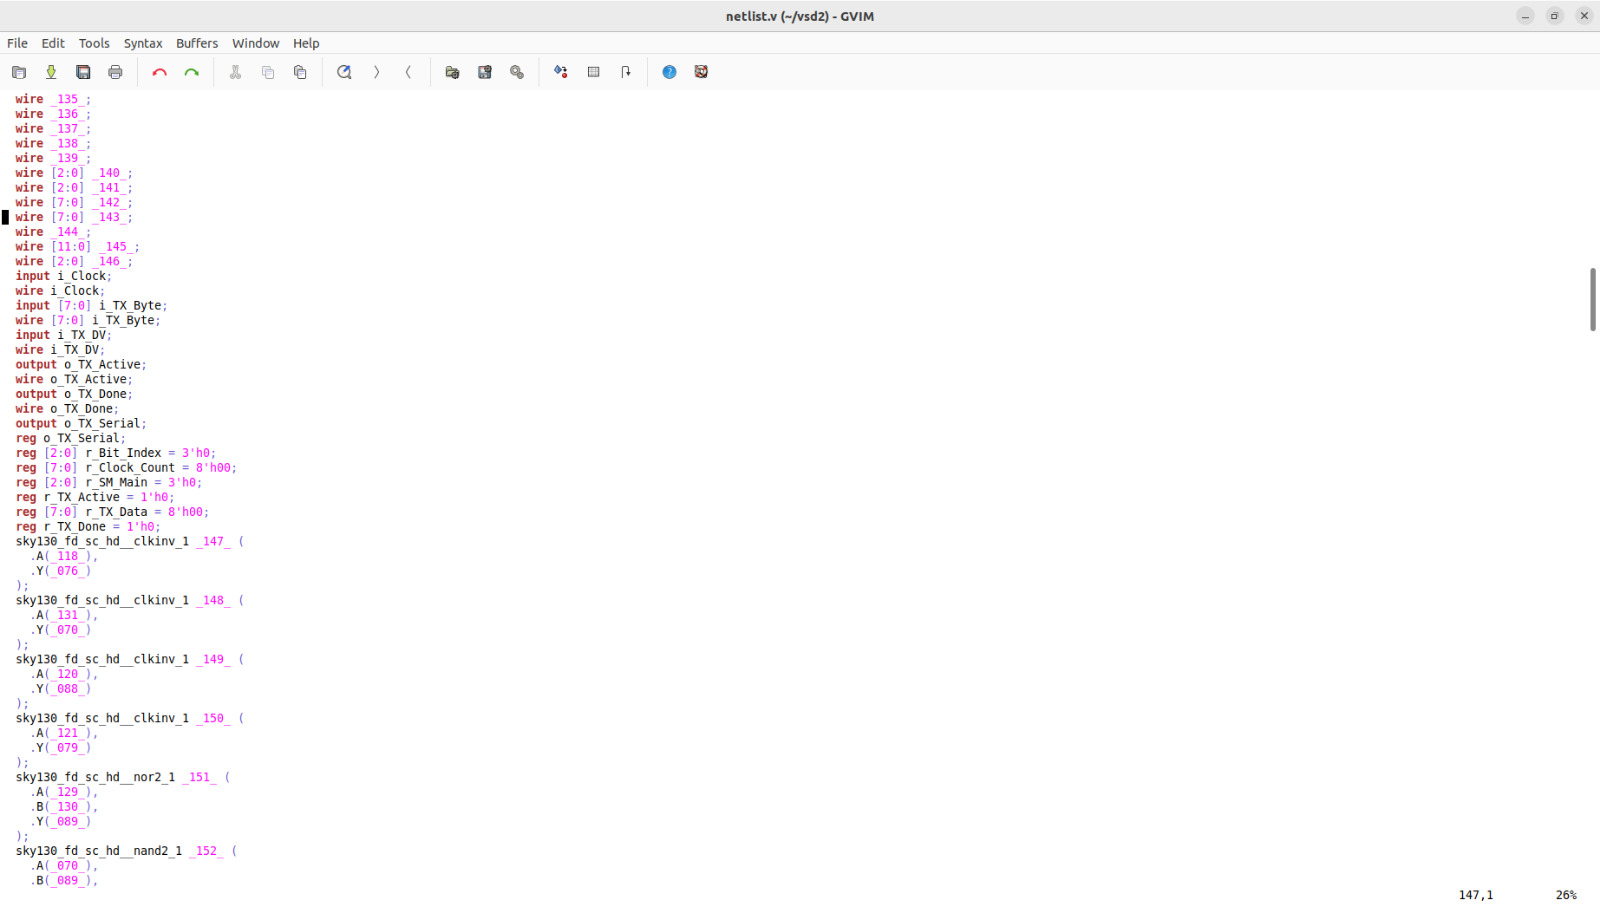 netlist.v (~/vsd2) - GVIM
File Edit Tools Syntax Buffers Window Help
wire _135_;
wire _136_;
wire _137_;
wire _138_;
wire _139_;
wire [2:0] _140_;
wire [2:0] _141_;
wire [7:0] _142_;
wire [7:0] _143_;
wire _144_;
wire [11:0] _145_;
wire [2:0] _146_;
input i_Clock;
wire i_Clock;
input [7:0] i_TX_Byte;
wire [7:0] i_TX_Byte;
input i_TX_DV;
wire i_TX_DV;
output o_TX_Active;
wire o_TX_Active;
output o_TX_Done;
wire o_TX_Done;
output o_TX_Serial;
reg o_TX_Serial;
reg [2:0] r_Bit_Index = 3'h0;
reg [7:0] r_Clock_Count = 8'h00;
reg [2:0] r_SM_Main = 3'h0;
reg r_TX_Active = 1'h0;
reg [7:0] r_TX_Data = 8'h00;
reg r_TX_Done = 1'h0;
sky130_fd_sc_hd__clkinv_1 _147_ (
.A(_118_),
.Y(_076_)
);
sky130_fd_sc_hd__clkinv_1 _148_ (
.A(_131_),
.Y(_070_)
);
sky130_fd_sc_hd__clkinv_1 _149_ (
.A(_120_),
.Y(_088_)
);
sky130_fd_sc_hd__clkinv_1 _150_ (
.A(_121_),
.Y(_079_)
);
sky130_fd_sc_hd__nor2_1 _151_ (
.A(_129_),
.B(_130_),
.Y(_089_)
);
sky130_fd_sc_hd__nand2_1 _152_ (
.A(_070_),
.B(_089_),
147,1 26%